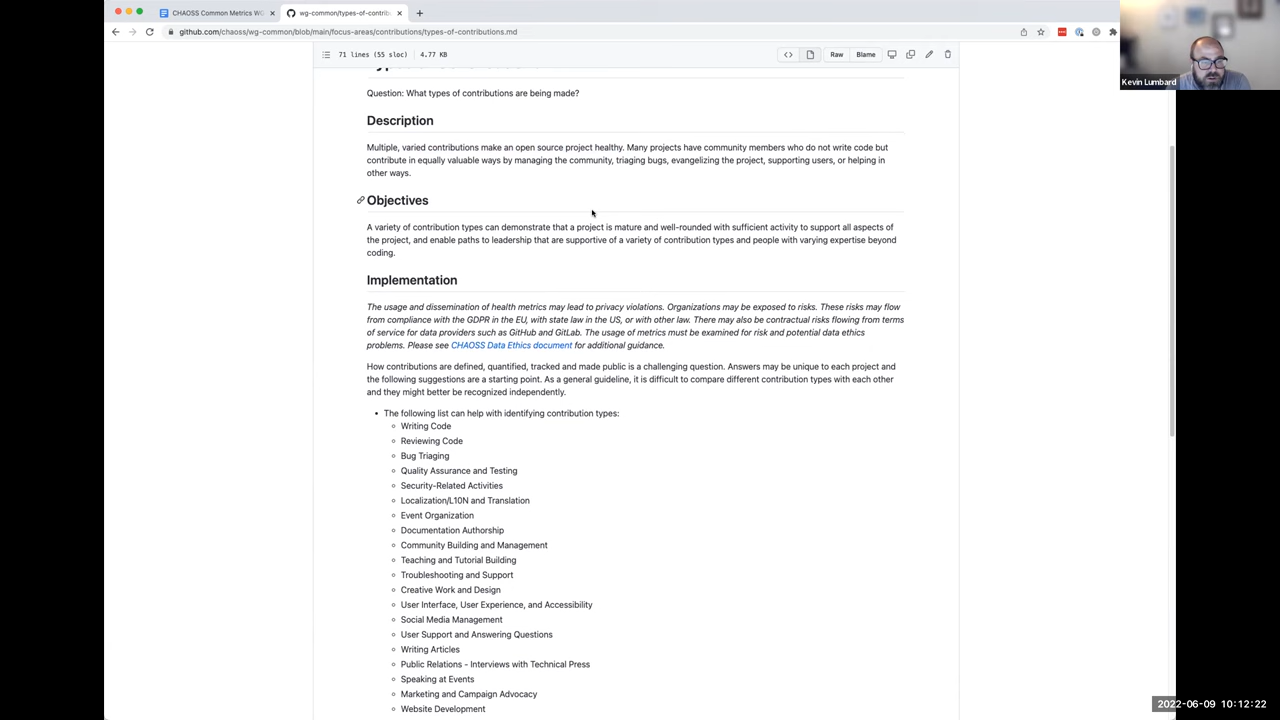 CHAOSS Common Metrics WG
wg-common/types-of-contrib
github.com/chaoss/wg-common/blob/main/focus-areas/contributions/types-of-contributions.md
Kevin Lumbard
71 lines (55 sloc) 4.77 KB
Raw
Blame
Question: What types of contributions are being made?
Description
Multiple, varied contributions make an open source project healthy. Many projects have community members who do not write code but
contribute in equally valuable ways by managing the community, triaging bugs, evangelizing the project, supporting users, or helping in
other ways.
Objectives
A variety of contribution types can demonstrate that a project is mature and well-rounded with sufficient activity to support all aspects of
the project, and enable paths to leadership that are supportive of a variety of contribution types and people with varying expertise beyond
coding.
Implementation
The usage and dissemination of health metrics may lead to privacy violations. Organizations may be exposed to risks. These risks may flow
from compliance with the GDPR in the EU, with state law in the US, or with other law. There may also be contractual risks flowing from terms
of service for data providers such as GitHub and GitLab. The usage of metrics must be examined for risk and potential data ethics
problems. Please see CHAOSS Data Ethics document for additional guidance.
How contributions are defined, quantified, tracked and made public is a challenging question. Answers may be unique to each project and
the following suggestions are a starting point. As a general guideline, it is difficult to compare different contribution types with each other
and they might better be recognized independently.
• The following list can help with identifying contribution types:
◦ Writing Code
◦ Reviewing Code
◦ Bug Triaging
◦ Quality Assurance and Testing
◦ Security-Related Activities
◦ Localization/L10N and Translation
◦ Event Organization
◦ Documentation Authorship
◦ Community Building and Management
◦ Teaching and Tutorial Building
◦ Troubleshooting and Support
◦ Creative Work and Design
◦ User Interface, User Experience, and Accessibility
◦ Social Media Management
◦ User Support and Answering Questions
◦ Writing Articles
◦ Public Relations - Interviews with Technical Press
◦ Speaking at Events
◦ Marketing and Campaign Advocacy
◦ Website Development
2022-06-09 10:12:22